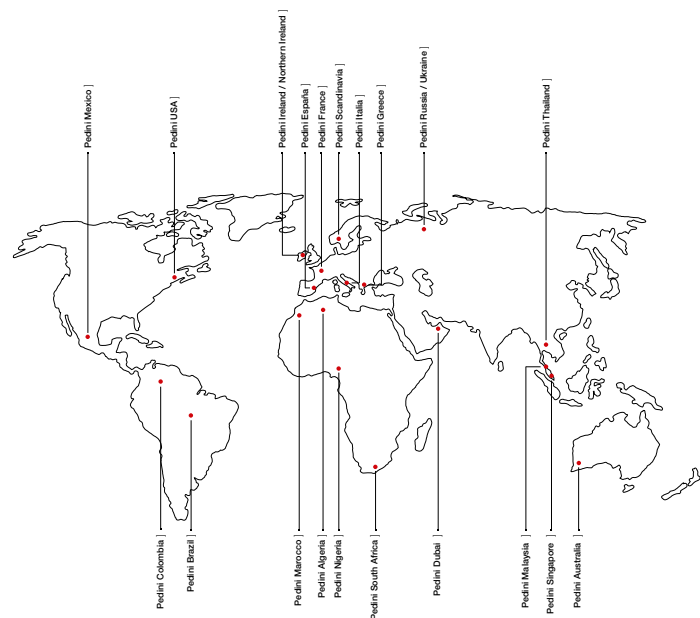 Pedini Mexico ]
Pedini USA ]
Pedini Ireland / Northern Ireland ]
Pedini España ]
Pedini France ]
Pedini Scandinavia ]
Pedini Italia ]
Pedini Greece ]
Pedini Russia / Ukraine ]
Pedini Thailand ]
Pedini Colombia ]
Pedini Brazil ]
Pedini Marocco ]
Pedini Algeria ]
Pedini Nigeria ]
Pedini South Africa ]
Pedini Dubai ]
Pedini Malaysia ]
Pedini Singapore ]
Pedini Australia ]